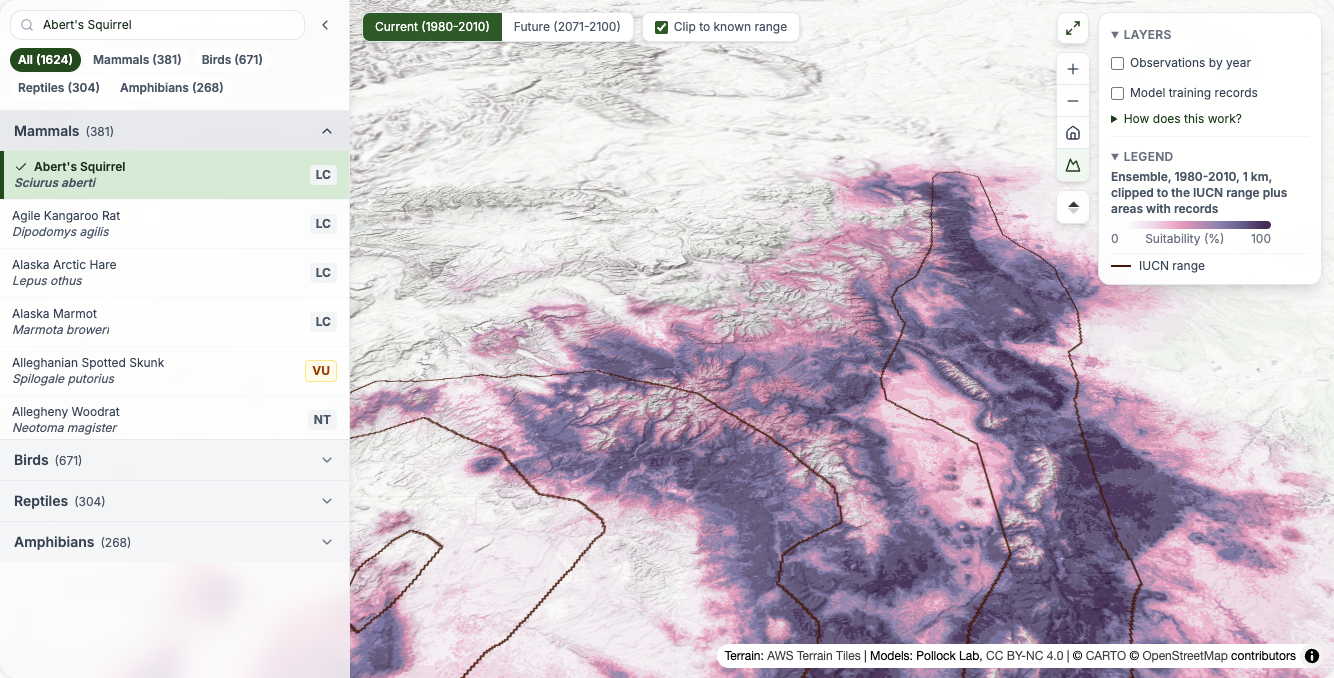 Abert's Squirrel
All (1624)
Mammals (381)
Birds (671)
Reptiles (304)
Amphibians (268)
Mammals (381)
Abert's Squirrel
Sciurus aberti
LC
Agile Kangaroo Rat
Dipodomys agilis
LC
Alaska Arctic Hare
Lepus othus
LC
Alaska Marmot
Marmota broweri
LC
Alleghanian Spotted Skunk
Spilogale putorius
VU
Allegheny Woodrat
Neotoma magister
NT
Birds (671)
Reptiles (304)
Amphibians (268)
Current (1980-2010)
Future (2071-2100)
Clip to known range
LAYERS
Observations by year
Model training records
How does this work?
LEGEND
Ensemble, 1980-2010, 1 km,
clipped to the IUCN range plus
areas with records
0 Suitability (%) 100
IUCN range
Terrain: AWS Terrain Tiles | Models: Pollock Lab, CC BY-NC 4.0 | © CARTO © OpenStreetMap contributors